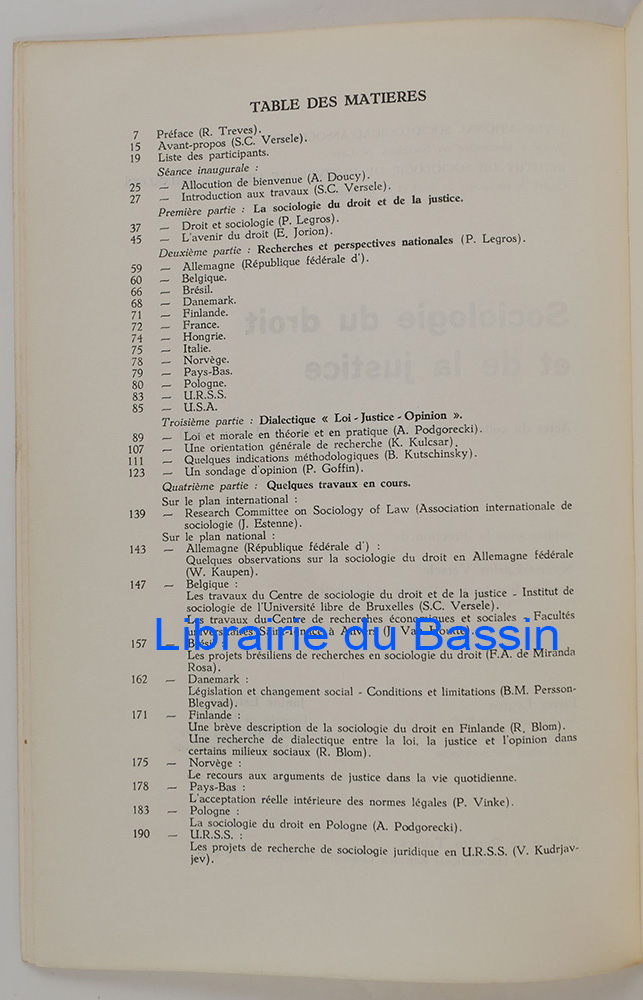 TABLE DES MATIERES
7 Préface (R. Treves).
15 Avant-propos (S.C. Versele).
19 Liste des participants.
Séance inaugurale :
25 — Allocution de bienvenue (A. Doucy).
27 — Introduction aux travaux (S.C. Versele).
Première partie : La sociologie du droit et de la justice.
37 — Droit et sociologie (P. Legros).
45 — L'avenir du droit (E. Jorion).
Deuxième partie : Recherches et perspectives nationales (P. Legros).
59 — Allemagne (République fédérale d').
60 — Belgique.
66 — Brésil.
68 — Danemark.
71 — Finlande.
72 — France.
74 — Hongrie.
75 — Italie.
78 — Norvège.
79 — Pays-Bas.
80 — Pologne.
83 — U.R.S.S.
85 — U.S.A.
Troisième partie : Dialectique « Loi - Justice - Opinion ».
89 — Loi et morale en théorie et en pratique (A. Podgorecki).
107 — Une orientation générale de recherche (K. Kulcsar).
111 — Quelques indications méthodologiques (B. Kutschinsky).
123 — Un sondage d'opinion (P. Goffin).
Quatrième partie : Quelques travaux en cours.
Sur le plan international :
139 — Research Committee on Sociology of Law (Association internationale de
sociologie (J. Estenne).
Sur le plan national :
143 — Allemagne (République fédérale d') :
Quelques observations sur la sociologie du droit en Allemagne fédérale
(W. Kaupen).
147 — Belgique :
Les travaux du Centre de sociologie du droit et de la justice - Institut de
sociologie de l'Université libre de Bruxelles (S.C. Versele).
Les travaux du Centre de recherches économiques et sociales - Facultés
universitaires Saint-Ignace à Anvers (J. Van
Librairie du Bassin
157 — Brésil :
Les projets brésiliens de recherches en sociologie du droit (F.A. de Miranda
Rosa).
162 — Danemark :
Législation et changement social - Conditions et limitations (B.M. Persson-
Blegvad).
171 — Finlande :
Une brève description de la sociologie du droit en Finlande (R. Blom).
Une recherche de dialectique entre la loi, la justice et l'opinion dans
certains milieux sociaux (R. Blom).
175 — Norvège :
Le recours aux arguments de justice dans la vie quotidienne.
178 — Pays-Bas :
L'acceptation réelle intérieure des normes légales (P. Vinke).
183 — Pologne :
La sociologie du droit en Pologne (A. Podgorecki).
190 — U.R.S.S. :
Les projets de recherche de sociologie juridique en U.R.S.S. (V. Kudrjav-
jev).